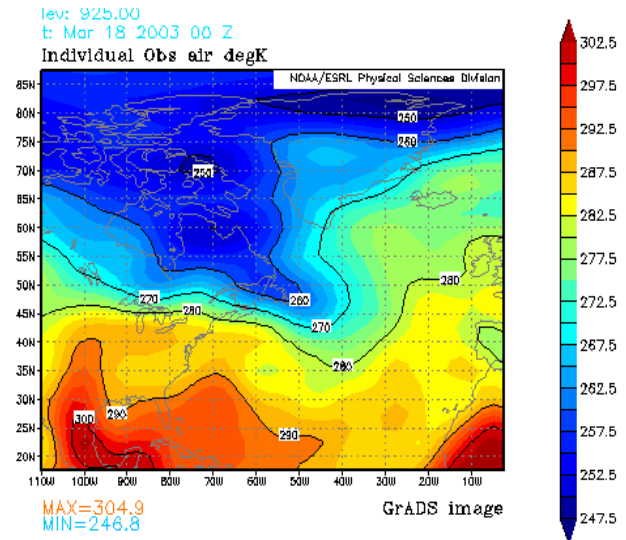 lev: 925.00
t: Mar 18 2003 00 Z
Individual Obs air degK
NOAA/ESRL Physical Sciences Division
85N
80N
75N
70N
65N
60N
55N
50N
45N
40N
35N
30N
25N
20N
110W
100W
90W
80W
70W
60W
50W
40W
30W
20W
10W
250
260
250
270
280
260
270
280
280
290
300
290
302.5
297.5
292.5
287.5
282.5
277.5
272.5
267.5
262.5
257.5
252.5
247.5
MAX=304.9
MIN=246.8
GrADS image